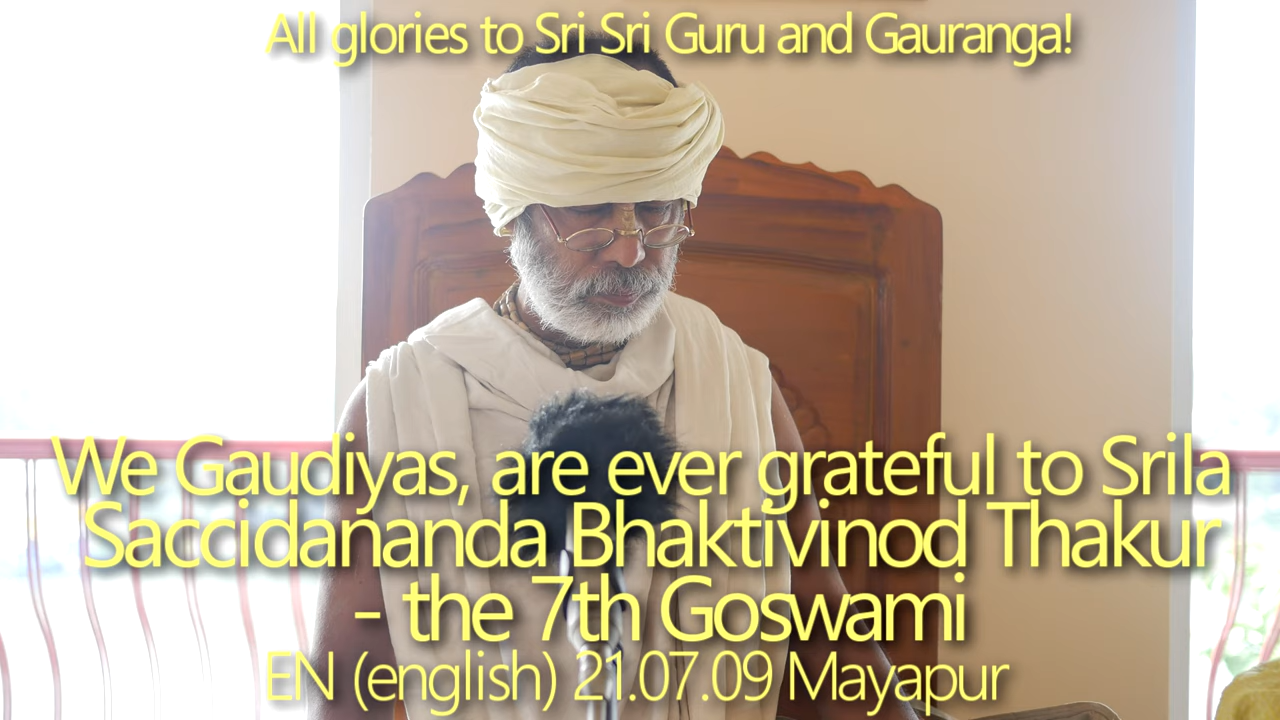 All glories to Sri Sri Guru and Gauranga!
We Gaudiyas, are ever grateful to Srila
Saccidananda Bhaktivinod Thakur
- the 7th Goswami
EN (english) 21.07.09 Mayapur